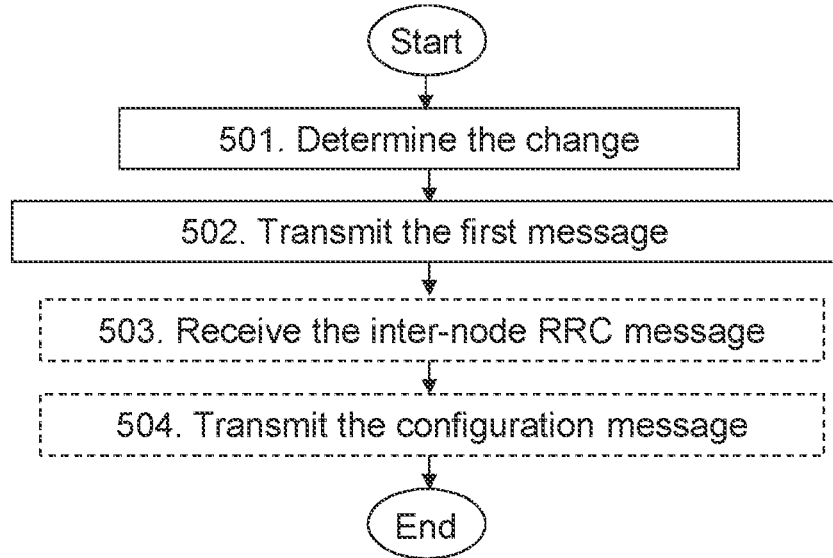 Start
501. Determine the change
502. Transmit the first message
503. Receive the inter-node RRC message
504. Transmit the configuration message
End